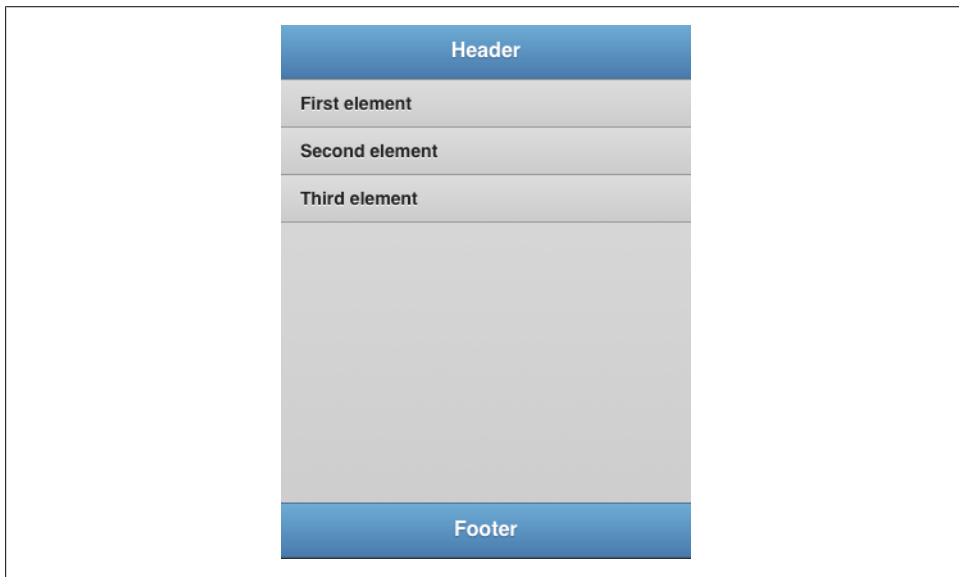 Header
First element
Second element
Third element
Footer